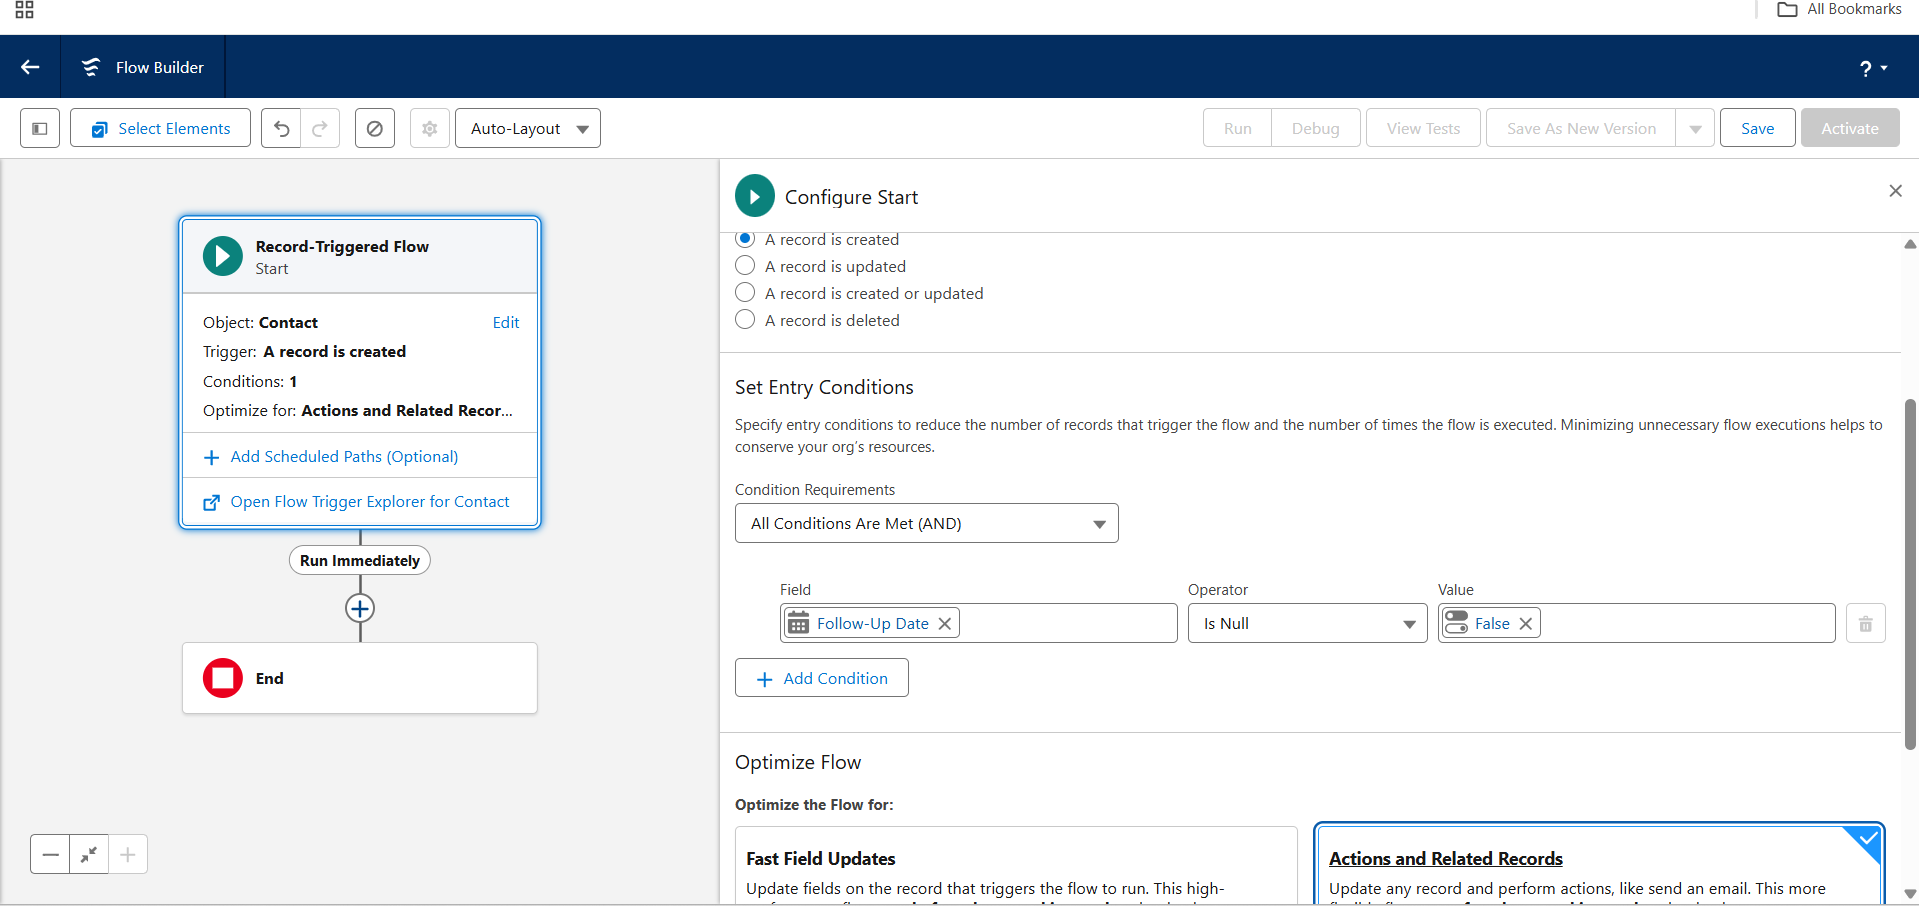 All Bookmarks
Flow Builder
?
Select Elements
Auto-Layout
Run
Debug
View Tests
Save As New Version
Save
Activate
Record-Triggered Flow
Start
Object: Contact
Edit
Trigger: A record is created
Conditions: 1
Optimize for: Actions and Related Recor...
Add Scheduled Paths (Optional)
Open Flow Trigger Explorer for Contact
Run Immediately
End
Configure Start
A record is created
A record is updated
A record is created or updated
A record is deleted
Set Entry Conditions
Specify entry conditions to reduce the number of records that trigger the flow and the number of times the flow is executed. Minimizing unnecessary flow executions helps to
conserve your org's resources.
Condition Requirements
All Conditions Are Met (AND)
Field
Operator
Value
Follow-Up Date
Is Null
False
Add Condition
Optimize Flow
Optimize the Flow for:
Fast Field Updates
Update fields on the record that triggers the flow to run. This high-
Actions and Related Records
Update any record and perform actions, like send an email. This more